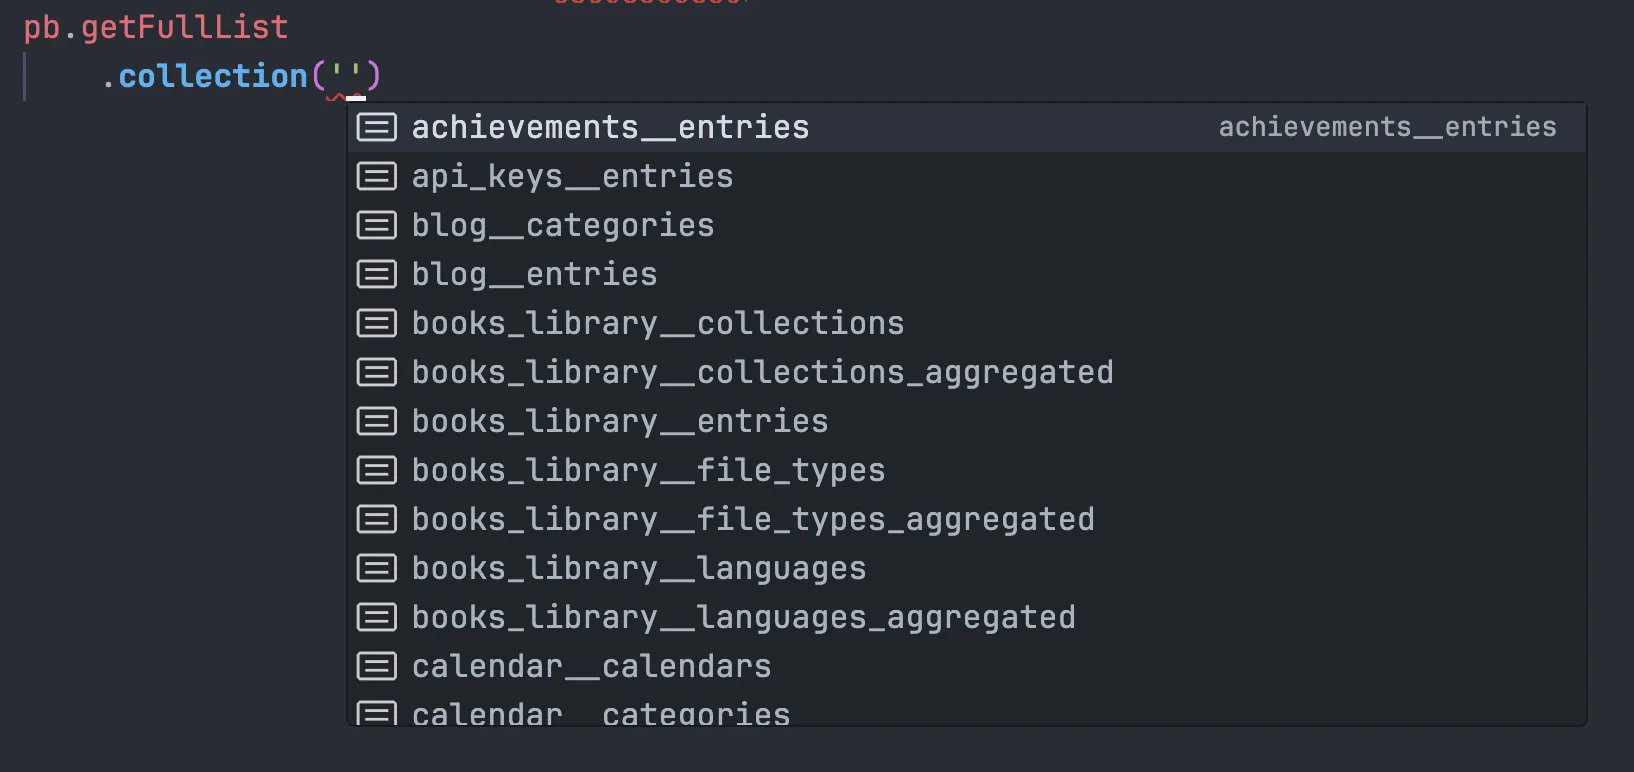 pb.getFullList
.collection('')
achievements__entries achievements__entries
api_keys__entries
blog__categories
blog__entries
books_library__collections
books_library__collections_aggregated
books_library__entries
books_library__file_types
books_library__file_types_aggregated
books_library__languages
books_library__languages_aggregated
calendar__calendars
calendar__categories